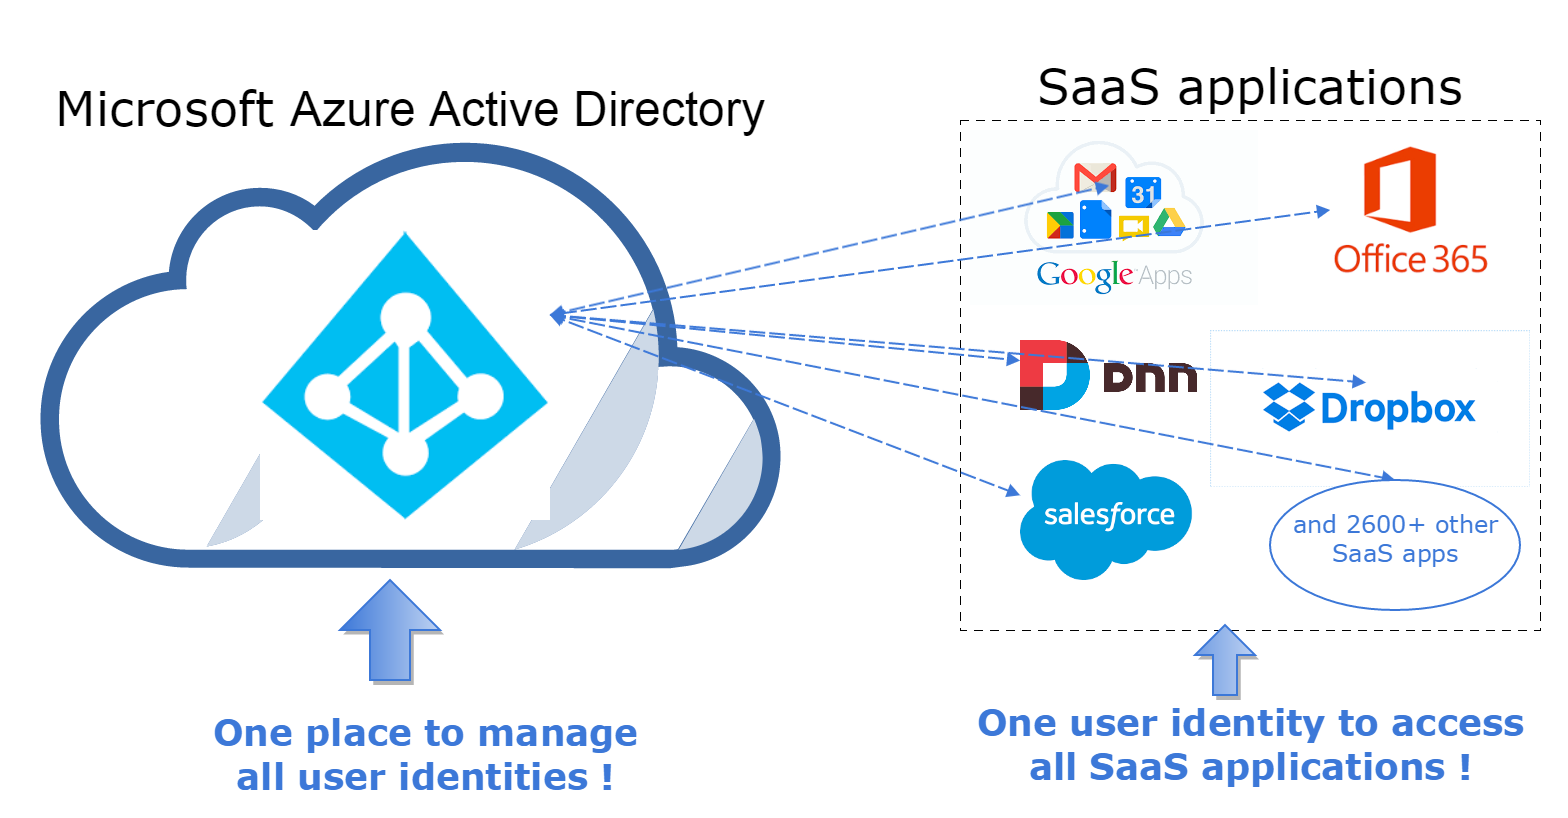 Microsoft Azure Active Directory
SaaS applications
31
Google Apps
Office 365
DNN
Dropbox
salesforce
and 2600+ other
SaaS apps
One place to manage
all user identities !
One user identity to access
all SaaS applications !